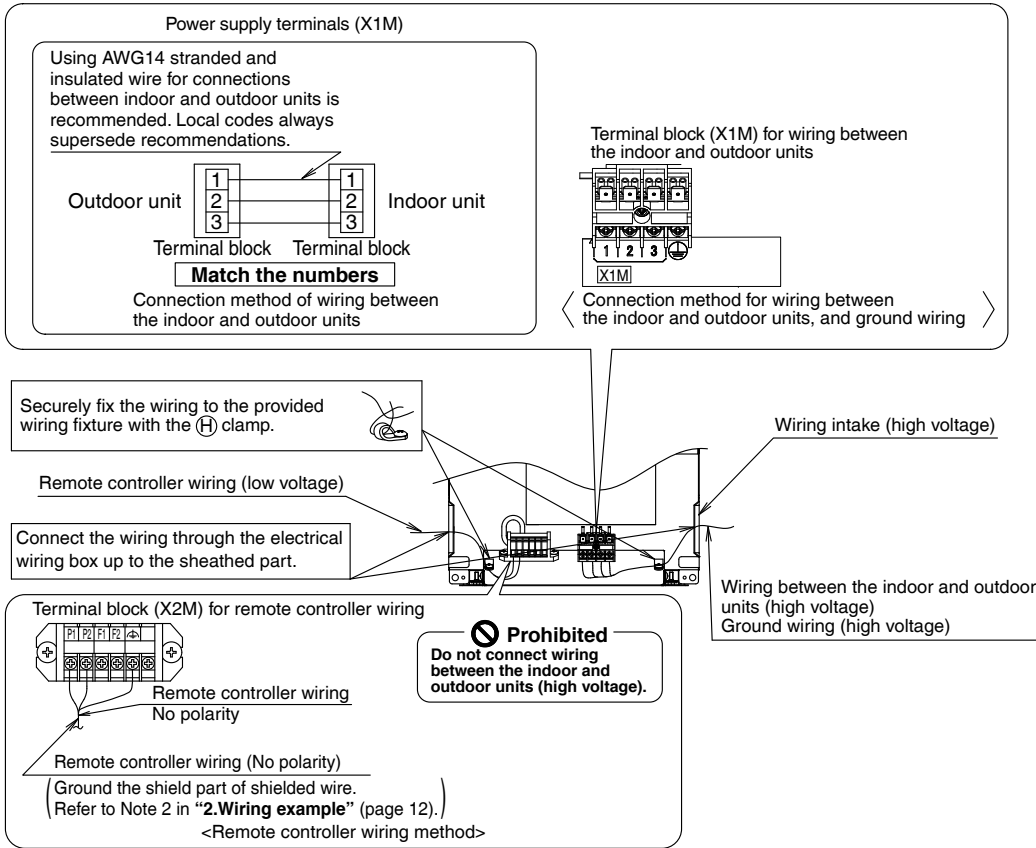 Power supply terminals (X1M)
Using AWG14 stranded and
insulated wire for connections
between indoor and outdoor units is
recommended. Local codes always
supersede recommendations.
Outdoor unit
1
2
3
1
2
3
Indoor unit
Terminal block
Terminal block
Match the numbers
Connection method of wiring between
the indoor and outdoor units
Terminal block (X1M) for wiring between
the indoor and outdoor units
1 2 3
X1M
Connection method for wiring between
the indoor and outdoor units, and ground wiring
Securely fix the wiring to the provided
wiring fixture with the Ⓗ clamp.
Wiring intake (high voltage)
Remote controller wiring (low voltage)
Connect the wiring through the electrical
wiring box up to the sheathed part.
Wiring between the indoor and outdoor
units (high voltage)
Ground wiring (high voltage)
Terminal block (X2M) for remote controller wiring
P1 P2 F1 F2
Remote controller wiring
No polarity
Prohibited
Do not connect wiring
between the indoor and
outdoor units (high voltage).
Remote controller wiring (No polarity)
(Ground the shield part of shielded wire.
Refer to Note 2 in “2.Wiring example” (page 12).)
<Remote controller wiring method>